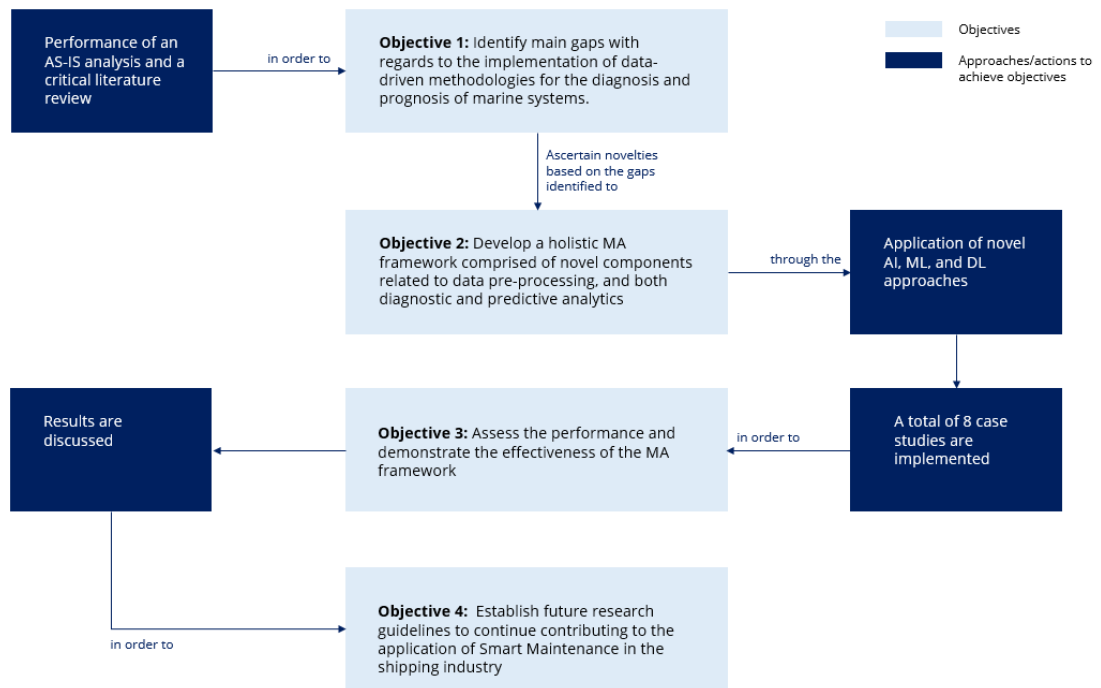 Performance of an
AS-IS analysis and a
critical literature
review
in order to
Objective 1: Identify main gaps with
regards to the implementation of data-
driven methodologies for the diagnosis and
prognosis of marine systems.
Objectives
Approaches/actions to
achieve objectives
Ascertain novelties
based on the gaps
identified to
Objective 2: Develop a holistic MA
framework comprised of novel components
related to data pre-processing, and both
diagnostic and predictive analytics
through the
Application of novel
AI, ML, and DL
approaches
A total of 8 case
studies are
implemented
in order to
Objective 3: Assess the performance and
demonstrate the effectiveness of the MA
framework
Results are
discussed
in order to
Objective 4: Establish future research
guidelines to continue contributing to the
application of Smart Maintenance in the
shipping industry